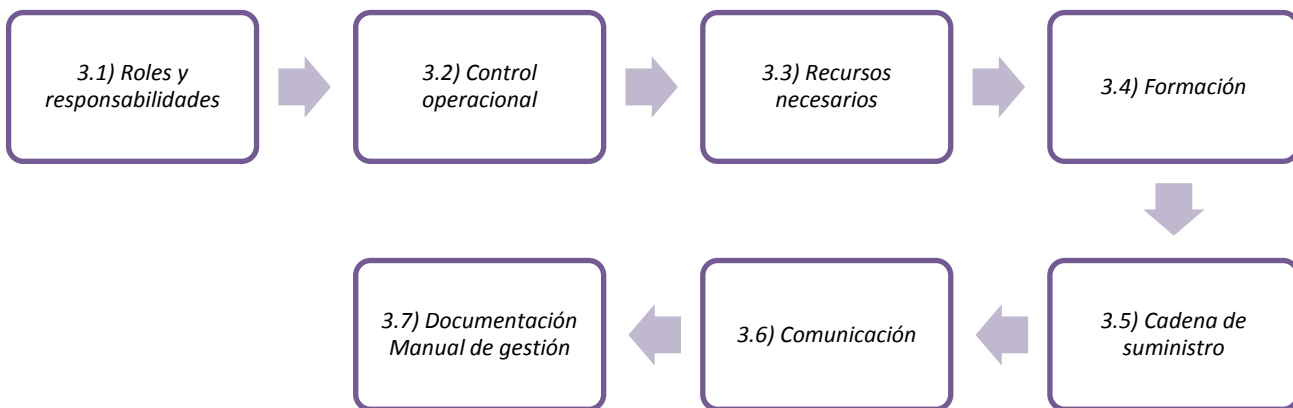 3.1) Roles y
responsabilidades
3.2) Control
operacional
3.3) Recursos
necesarios
3.4) Formación
3.5) Cadena de
suministro
3.6) Comunicación
3.7) Documentación
Manual de gestión